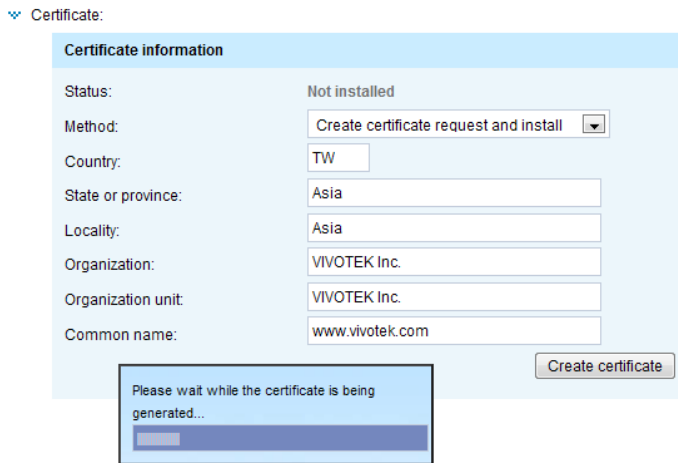 Certificate:
Certificate information
Status: Not installed
Method: Create certificate request and install
Country: TW
State or province: Asia
Locality: Asia
Organization: VIVOTEK Inc.
Organization unit: VIVOTEK Inc.
Common name: www.vivotek.com
Create certificate
Please wait while the certificate is being
generated...